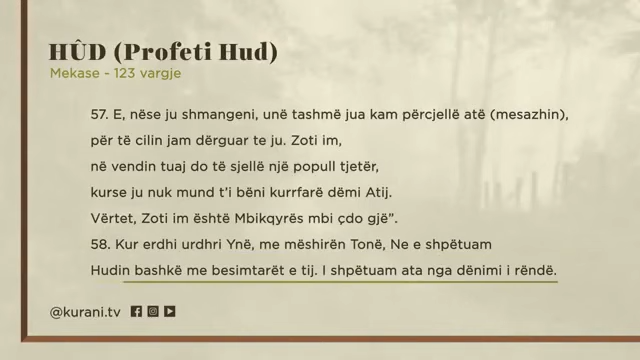 HÛD (Profeti Hud)
Mekase - 123 vargje
57. E, nëse ju shmangeni, unë tashmë jua kam përcjellë atë (mesazhin),
për të cilin jam dërguar te ju. Zoti im,
në vendin tuaj do të sjellë një popull tjetër,
kurse ju nuk mund t’i bëni kurrfarë dëmi Atij.
Vërtet, Zoti im është Mbikqyrës mbi çdo gjë”.
58. Kur erdhi urdhri Ynë, me mëshirën Tonë, Ne e shpëtuam
Hudin bashkë me besimtarët e tij. I shpëtuam ata nga dënimi i rëndë.
@kurani.tv